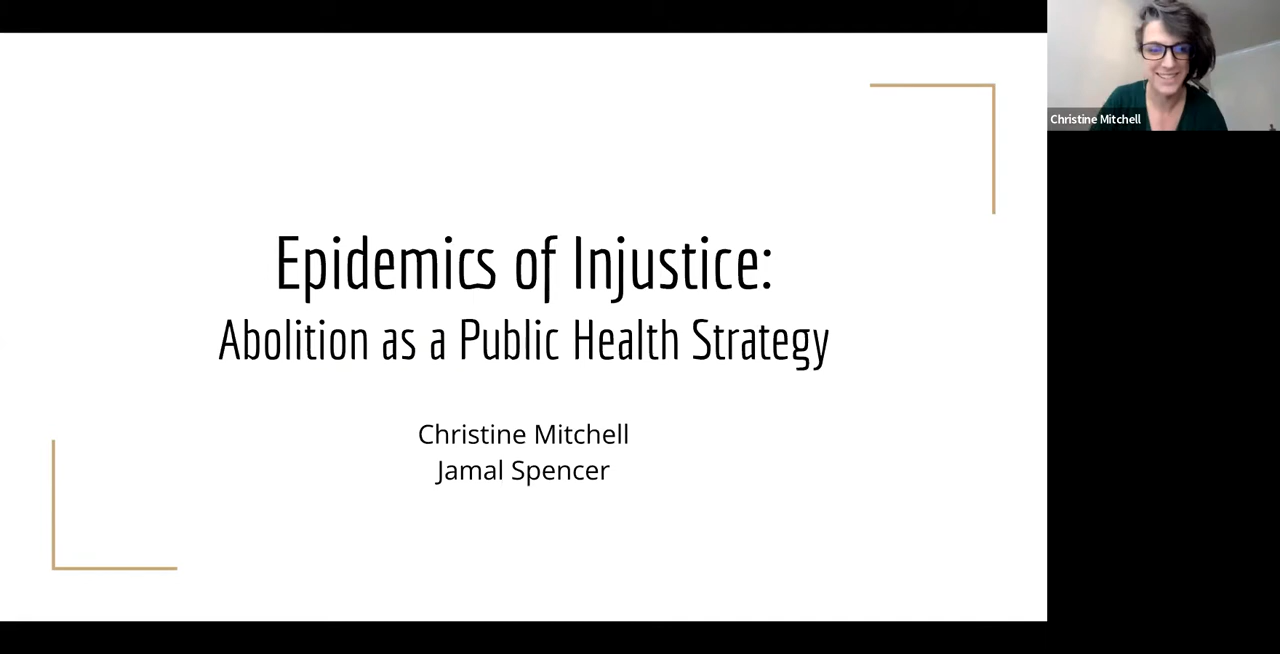 Epidemics of Injustice:
Abolition as a Public Health Strategy
Christine Mitchell
Jamal Spencer
Christine Mitchell